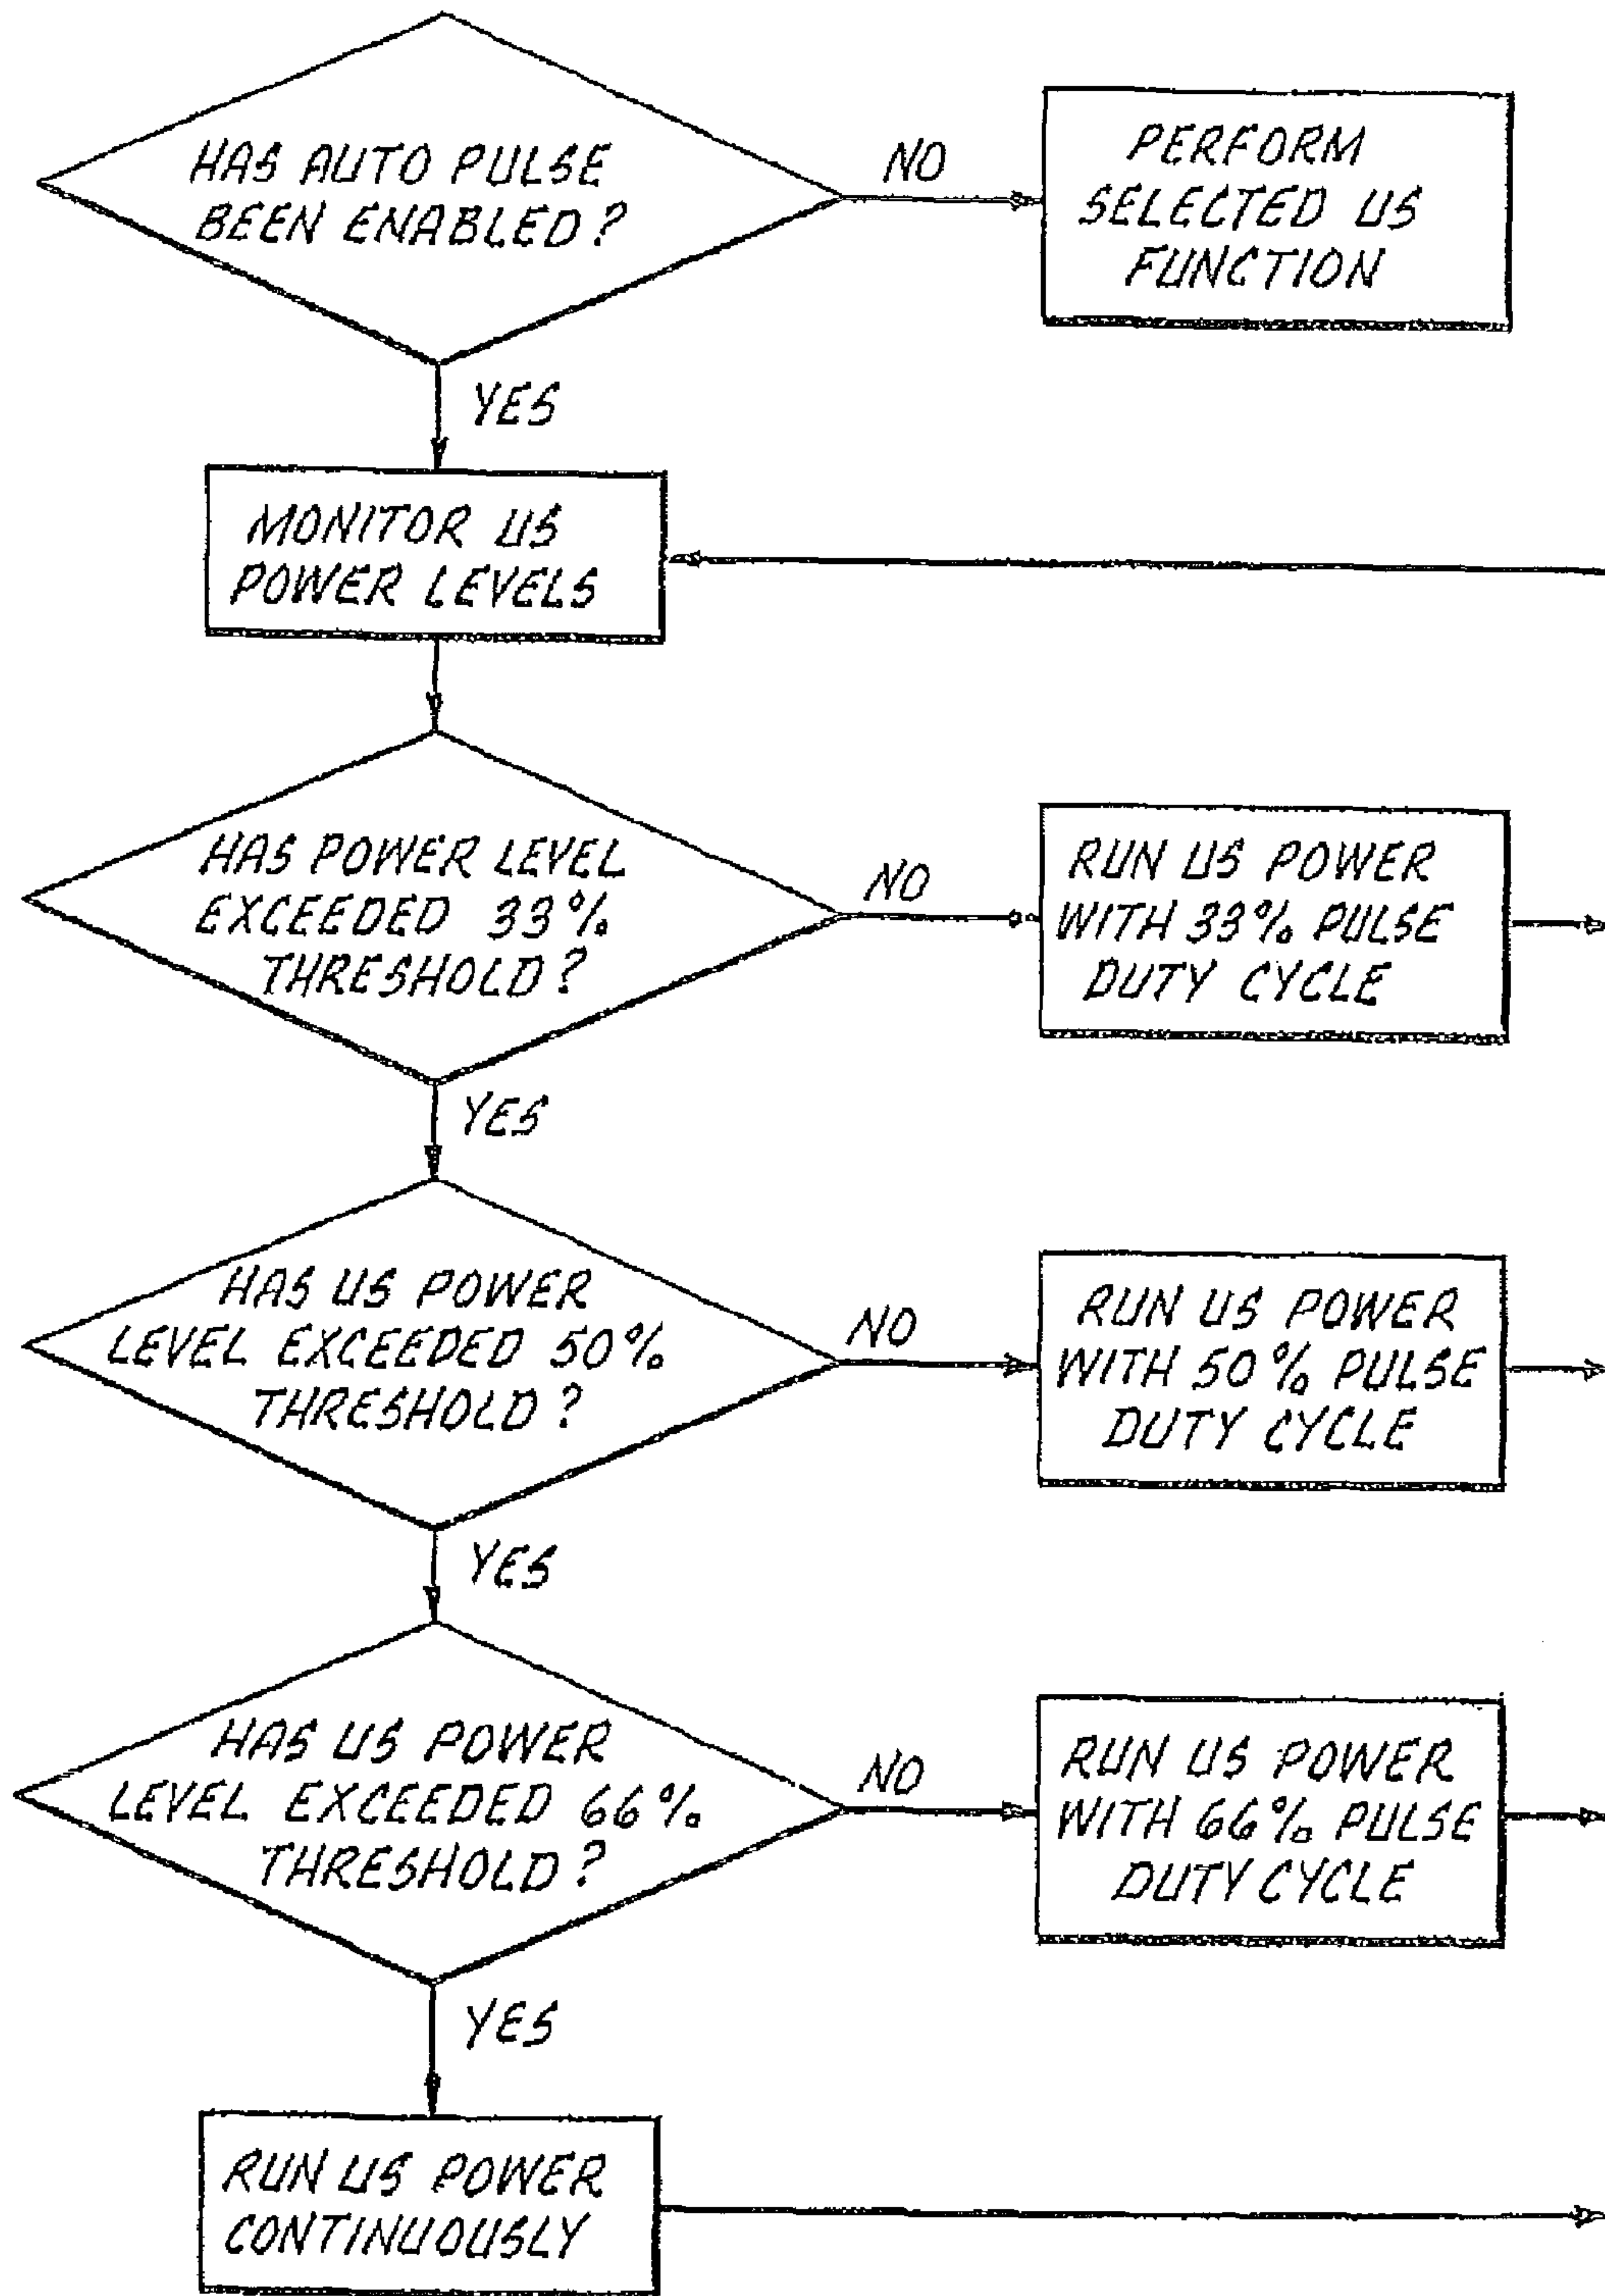 HAS AUTO PULSE
BEEN ENABLED?
NO
PERFORM
SELECTED US
FUNCTION
YES
MONITOR US
POWER LEVELS
HAS POWER LEVEL
EXCEEDED 33%
THRESHOLD?
NO
RUN US POWER
WITH 33% PULSE
DUTY CYCLE
YES
HAS US POWER
LEVEL EXCEEDED 50%
THRESHOLD?
NO
RUN US POWER
WITH 50% PULSE
DUTY CYCLE
YES
HAS US POWER
LEVEL EXCEEDED 66%
THRESHOLD?
NO
RUN US POWER
WITH 66% PULSE
DUTY CYCLE
YES
RUN US POWER
CONTINUOUSLY